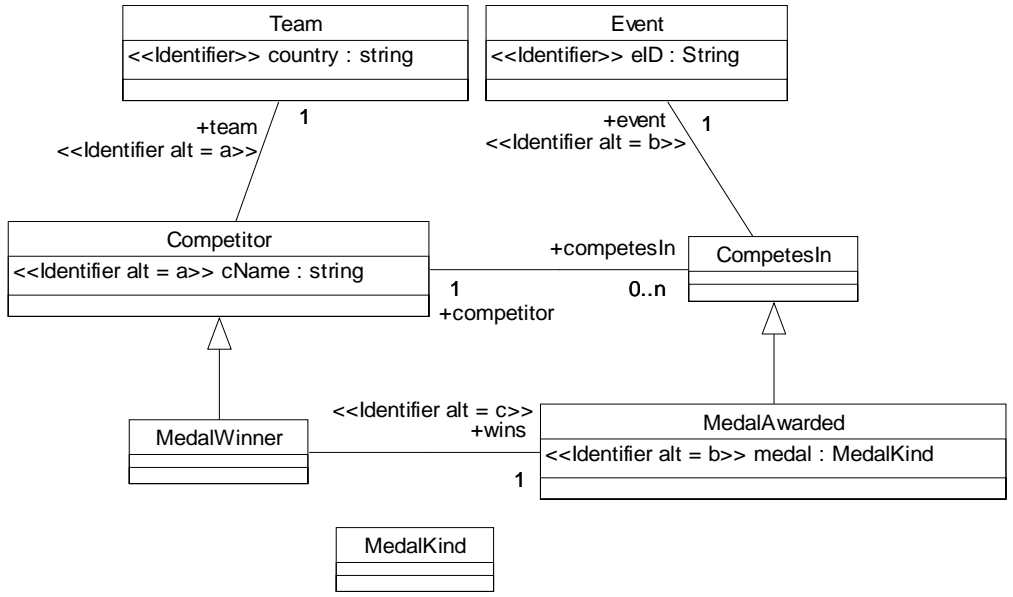 Team
<<Identifier>> country : string
Event
<<Identifier>> eID : String
1
+team
<<Identifier alt = a>>
+event
1
<<Identifier alt = b>>
Competitor
<<Identifier alt = a>> cName : string
+competesIn
1
0..n
+competitor
CompetesIn
MedalWinner
<<Identifier alt = c>>
+wins
1
MedalAwarded
<<Identifier alt = b>> medal : MedalKind
MedalKind